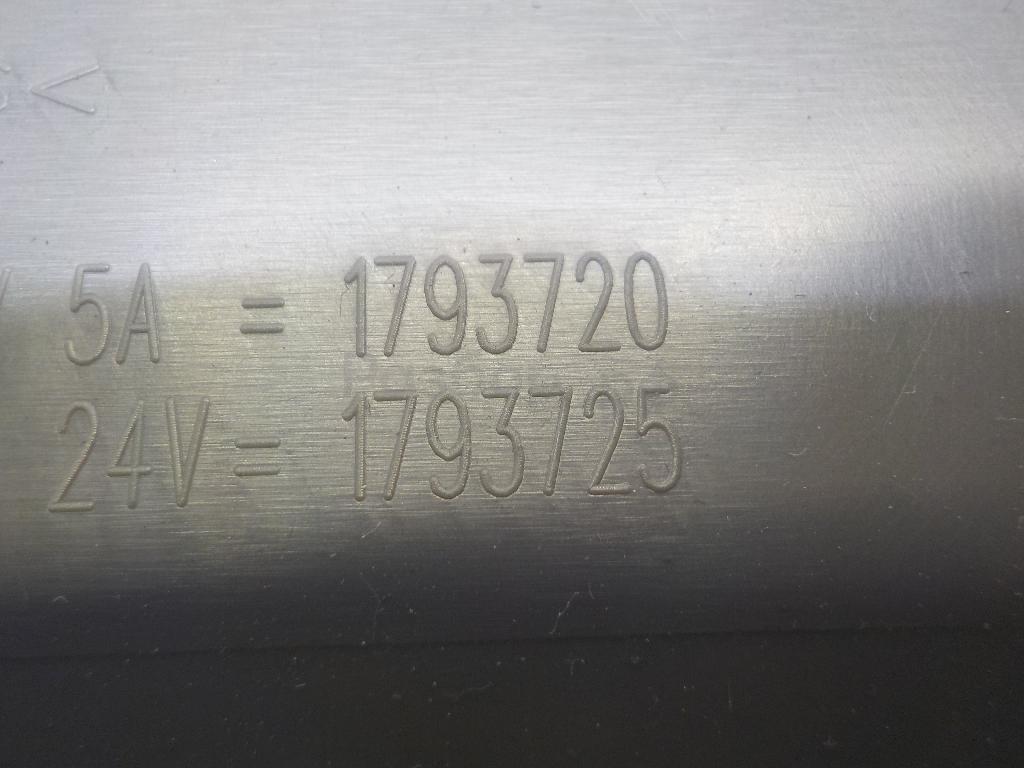 5A = 1793720
24V = 1793725